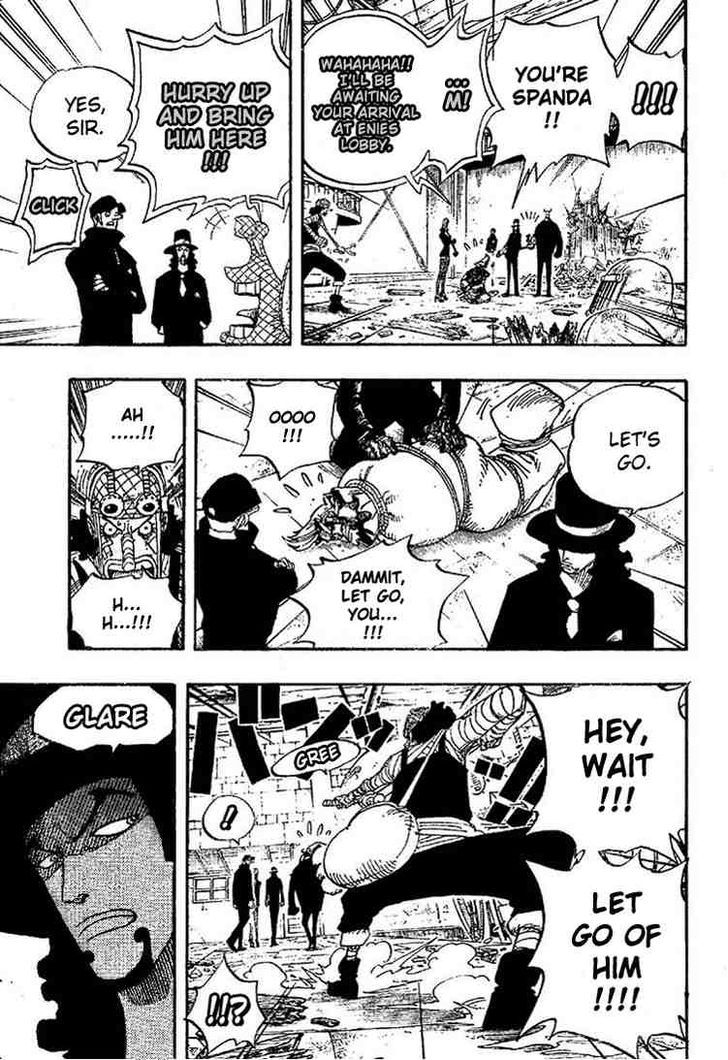 !!!
YOU'RE
SPANDA
!!
...
M!
WAHAHAHA!!
I'LL BE
AWAITING
YOUR ARRIVAL
AT ENIES
LOBBY.
HURRY UP
AND BRING
HIM HERE
!!!
YES,
SIR.
CLICK
LET'S
GO.
OOOO
!!!
DAMMIT,
LET GO,
YOU...
!!!
AH
.....!!
H...
H...!!!
HEY,
WAIT
!!!
LET
GO OF
HIM
!!!!
GREE
!
!!?
GLARE